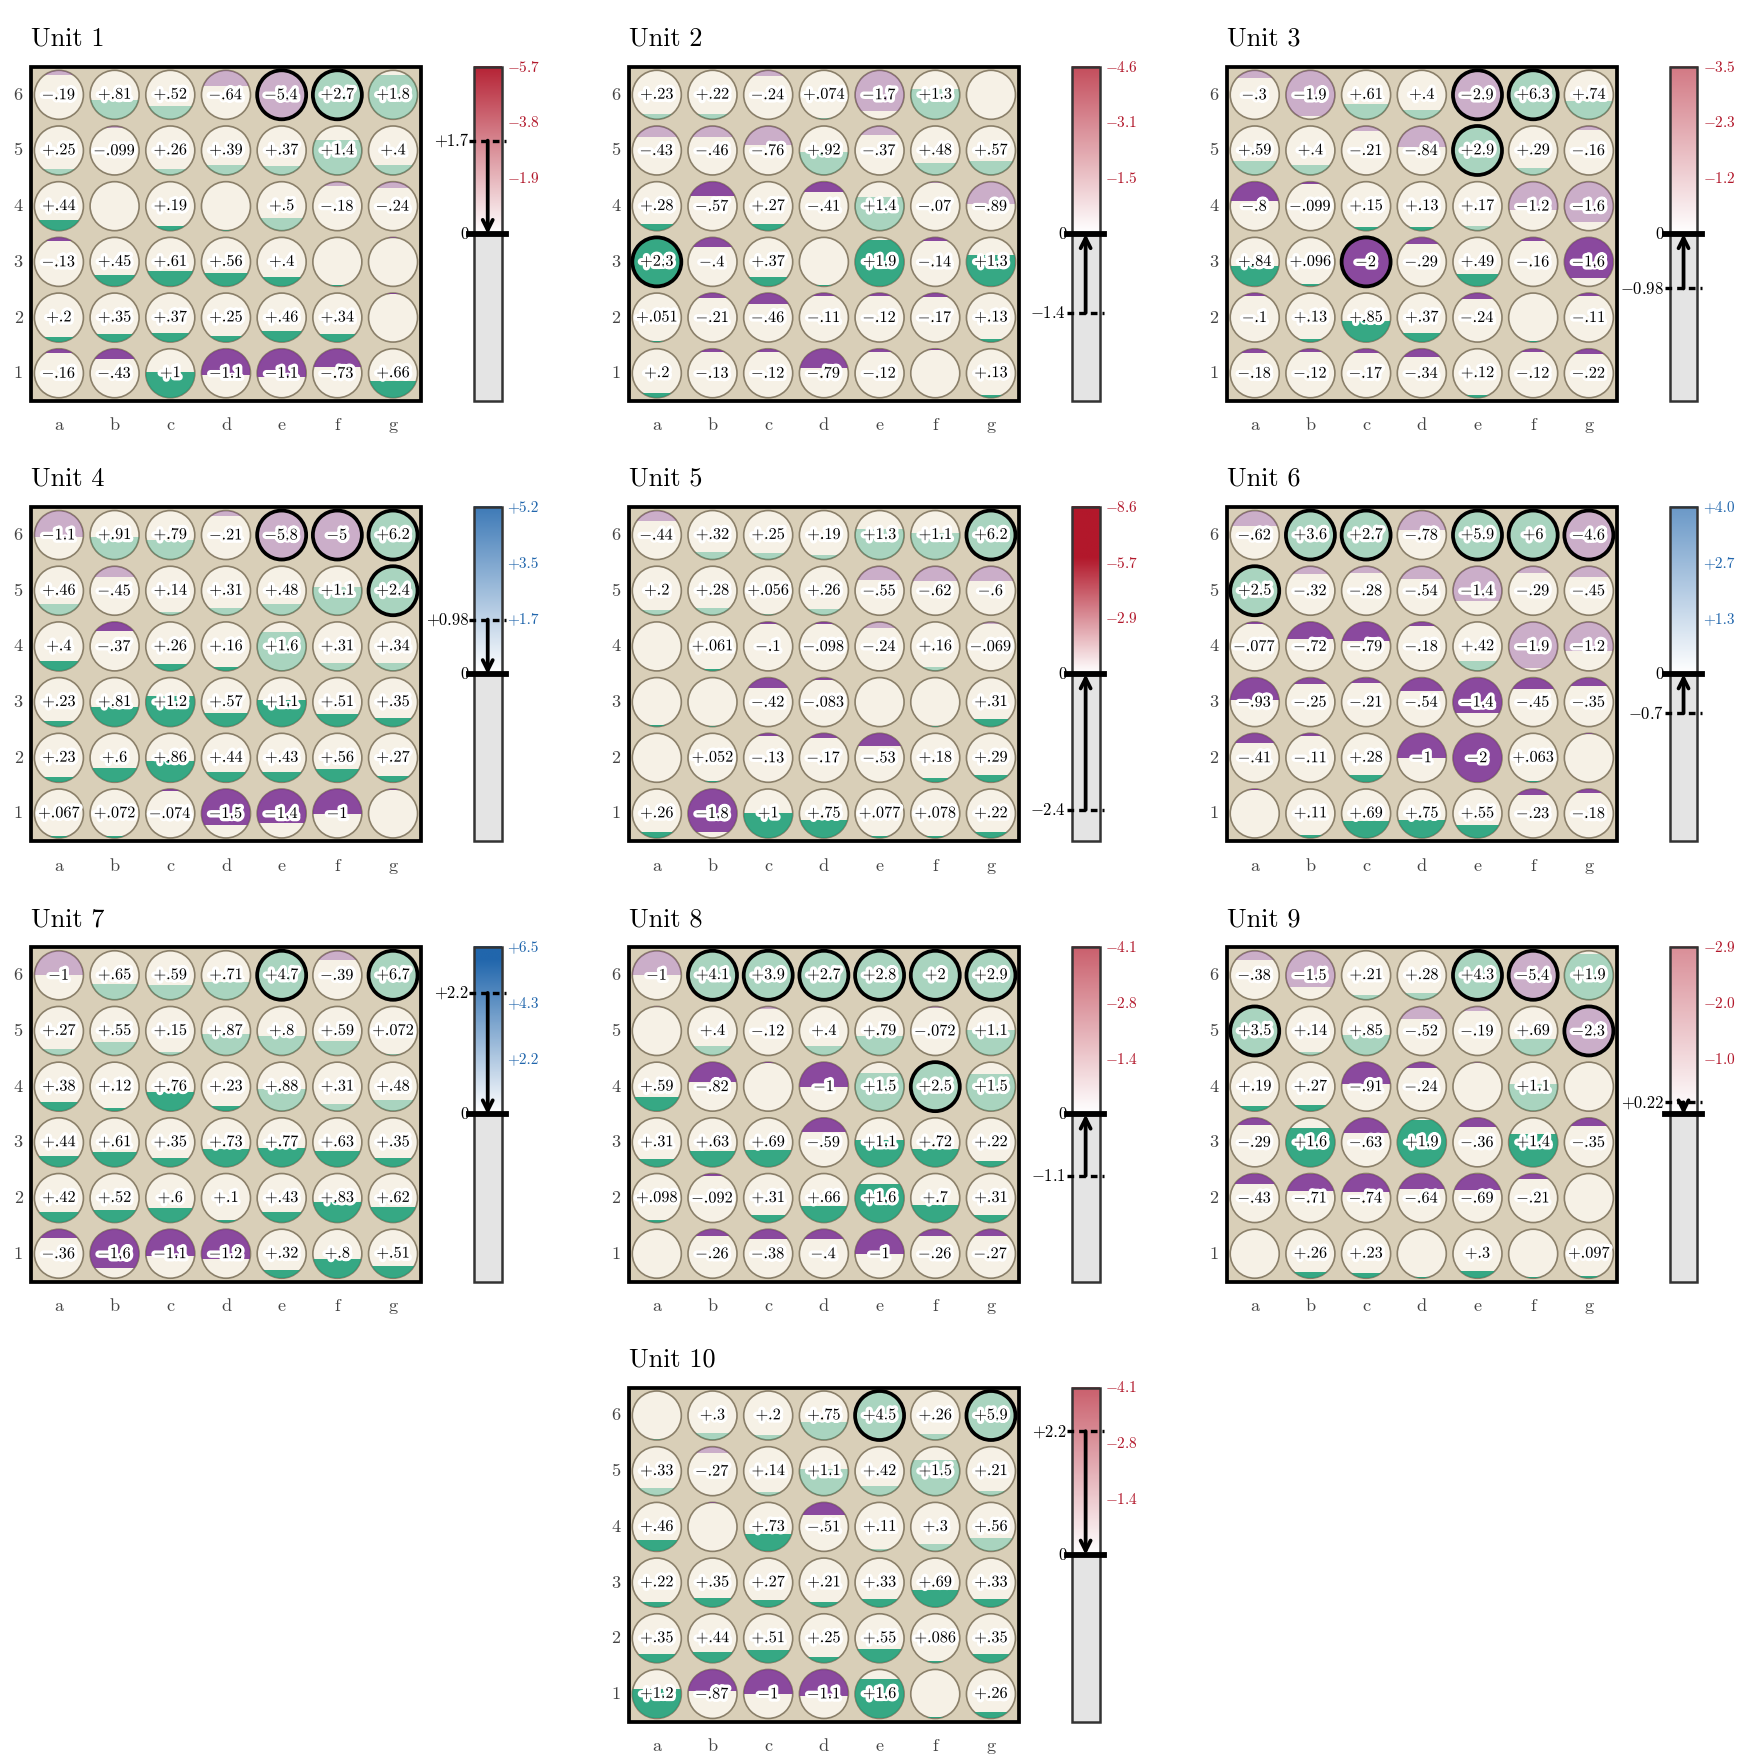 Unit 1
6 −.19 +.81 +.52 −.64 −5.4 +2.7 +1.8
5 +.25 −.099 +.26 +.39 +.37 +1.4 +.4
4 +.44 +.19 +.5 −.18 −.24
3 −.13 +.45 +.61 +.56 +.4
2 +.2 +.35 +.37 +.25 +.46 +.34
1 −.16 −.43 +1 −1.1 −1.1 −.73 +.66
a b c d e f g
−5.7
−3.8
+1.7
−1.9
0
Unit 2
+.23 +.22 −.24 +.074 −1.7 +1.3
−.43 −.46 −.76 +.92 −.37 +.48 +.57
+.28 −.57 +.27 −.41 +1.4 −.07 −.89
+2.3 −.4 +.37 +1.9 −.14 +1.3
+.051 −.21 −.46 −.11 −.12 −.17 +.13
+.2 −.13 −.12 −.79 −.12 +.13
a b c d e f g
−4.6
−3.1
−1.5
0
−1.4
Unit 3
6 −.3 −1.9 +.61 +.4 −2.9 +6.3 +.74
5 +.59 +.4 −.21 −.84 +2.9 +.29 −.16
4 −.8 −.099 +.15 +.13 +.17 −1.2 −1.6
3 +.84 +.096 −2 −.29 +.49 −.16 −1.6
2 −.1 +.13 +.85 +.37 −.24 −.11
1 −.18 −.12 −.17 −.34 +.12 −.12 −.22
a b c d e f g
−3.5
−2.3
−1.2
0
−0.98
Unit 4
6 −1.1 +.91 +.79 −.21 −5.8 −5 +6.2
5 +.46 −.45 +.14 +.31 +.48 +1.1 +2.4
4 +.4 −.37 +.26 +.16 +1.6 +.31 +.34
3 +.23 +.81 +1.2 +.57 +1.1 +.51 +.35
2 +.23 +.6 +.86 +.44 +.43 +.56 +.27
1 +.067 +.072 −.074 −1.5 −1.4 −1
a b c d e f g
+5.2
+3.5
+0.98 +1.7
0
Unit 5
6 −.44 +.32 +.25 +.19 +1.3 +1.1 +6.2
5 +.2 +.28 +.056 +.26 −.55 −.62 −.6
4 +.061 −.1 −.098 −.24 +.16 −.069
3 −.42 −.083 +.31
2 +.052 −.13 −.17 −.53 +.18 +.29
1 +.26 −1.8 +1 +.75 +.077 +.078 +.22
a b c d e f g
−8.6
−5.7
−2.9
0
−2.4
Unit 6
6 −.62 +3.6 +2.7 −.78 +5.9 +6 −4.6
5 +2.5 −.32 −.28 −.54 −1.4 −.29 −.45
4 −.077 −.72 −.79 −.18 +.42 −1.9 −1.2
3 −.93 −.25 −.21 −.54 −1.4 −.45 −.35
2 −.41 −.11 +.28 −1 −2 +.063
1 +.11 +.69 +.75 +.55 −.23 −.18
a b c d e f g
+4.0
+2.7
+1.3
0
−0.7
Unit 7
6 −1 +.65 +.59 +.71 +4.7 −.39 +6.7
5 +.27 +.55 +.15 +.87 +.8 +.59 +.072
4 +.38 +.12 +.76 +.23 +.88 +.31 +.48
3 +.44 +.61 +.35 +.73 +.77 +.63 +.35
2 +.42 +.52 +.6 +.1 +.43 +.83 +.62
1 −.36 −1.6 −1.1 −1.2 +.32 +.8 +.51
a b c d e f g
+6.5
+2.2
+4.3
+2.2
0
Unit 8
6 −1 +4.1 +3.9 +2.7 +2.8 +2 +2.9
5 +.4 −.12 +.4 +.79 −.072 +1.1
4 +.59 −.82 −1 +1.5 +2.5 +1.5
3 +.31 +.63 +.69 −.59 +1.1 +.72 +.22
2 +.098 −.092 +.31 +.66 +1.6 +.7 +.31
1 −.26 −.38 −.4 −1 −.26 −.27
a b c d e f g
−4.1
−2.8
−1.4
0
−1.1
Unit 9
6 −.38 −1.5 +.21 +.28 +4.3 −5.4 +1.9
5 +3.5 +.14 +.85 −.52 −.19 +.69 −2.3
4 +.19 +.27 −.91 −.24 +1.1
3 −.29 +1.6 −.63 +1.9 −.36 +1.4 −.35
2 −.43 −.71 −.74 −.64 −.69 −.21
1 +.26 +.23 +.3 +.097
a b c d e f g
−2.9
−2.0
−1.0
+0.22
Unit 10
6 +.3 +.2 +.75 +4.5 +.26 +5.9
5 +.33 −.27 +.14 +1.1 +.42 +1.5 +.21
4 +.46 +.73 −.51 +.11 +.3 +.56
3 +.22 +.35 +.27 +.21 +.33 +.69 +.33
2 +.35 +.44 +.51 +.25 +.55 +.086 +.35
1 +1.2 −.87 −1 −1.1 +1.6 +.26
a b c d e f g
−4.1
+2.2
−2.8
−1.4
0